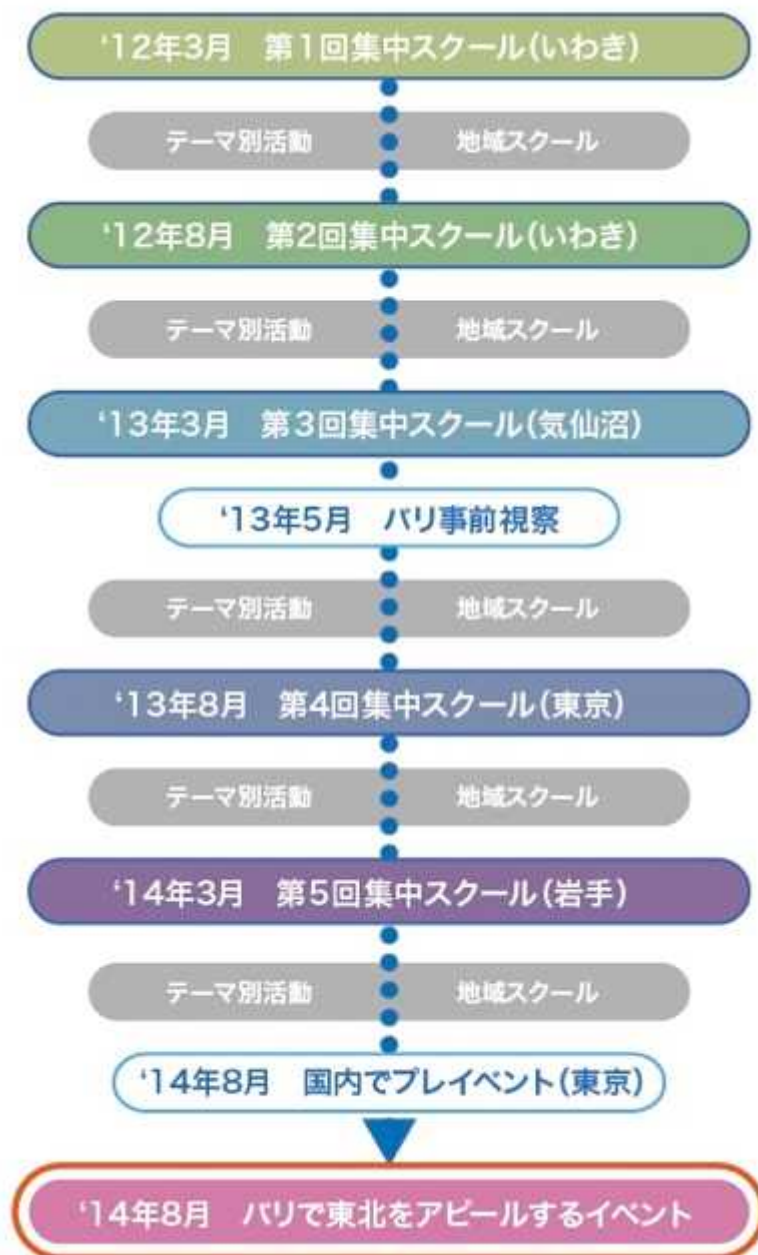 ‘12年3月　第1回集中スクール(いわき)
テーマ別活動　地域スクール
‘12年8月　第2回集中スクール(いわき)
テーマ別活動　地域スクール
‘13年3月　第3回集中スクール(気仙沼)
‘13年5月　パリ事前視察
テーマ別活動　地域スクール
‘13年8月　第4回集中スクール(東京)
テーマ別活動　地域スクール
‘14年3月　第5回集中スクール(岩手)
テーマ別活動　地域スクール
‘14年8月　国内でプレイベント(東京)
‘14年8月　パリで東北をアピールするイベント